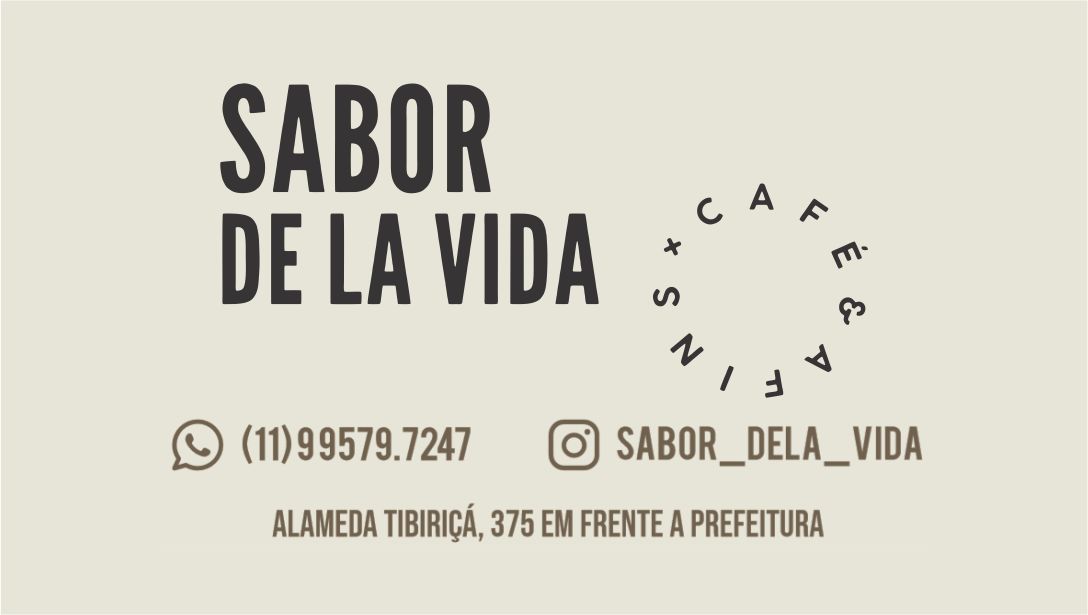 SABOR
DE LA VIDA
CAFÉ & AFINS +
(11)99579.7247
SABOR_DELA_VIDA
ALAMEDA TIBIRIÇÁ, 375 EM FRENTE A PREFEITURA